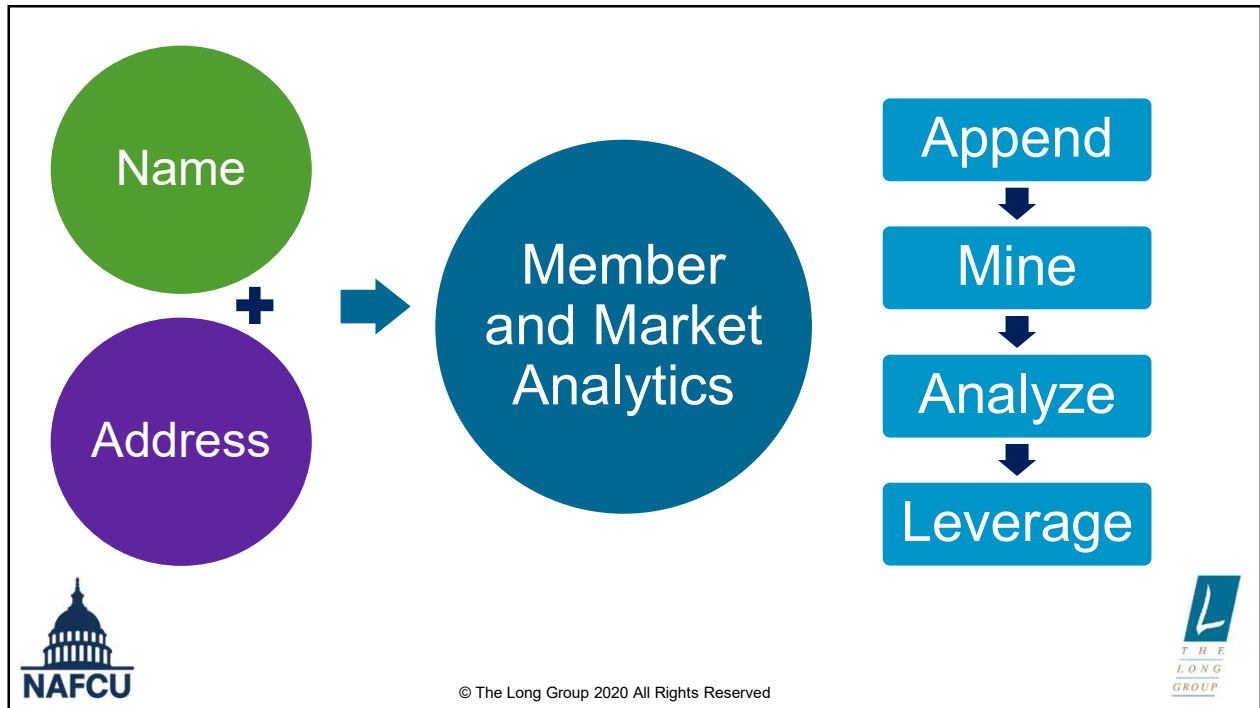 Name
Address
Member
and Market
Analytics
Append
Mine
Analyze
Leverage
NAFCU
© The Long Group 2020 All Rights Reserved
L
THE
LONG
GROUP